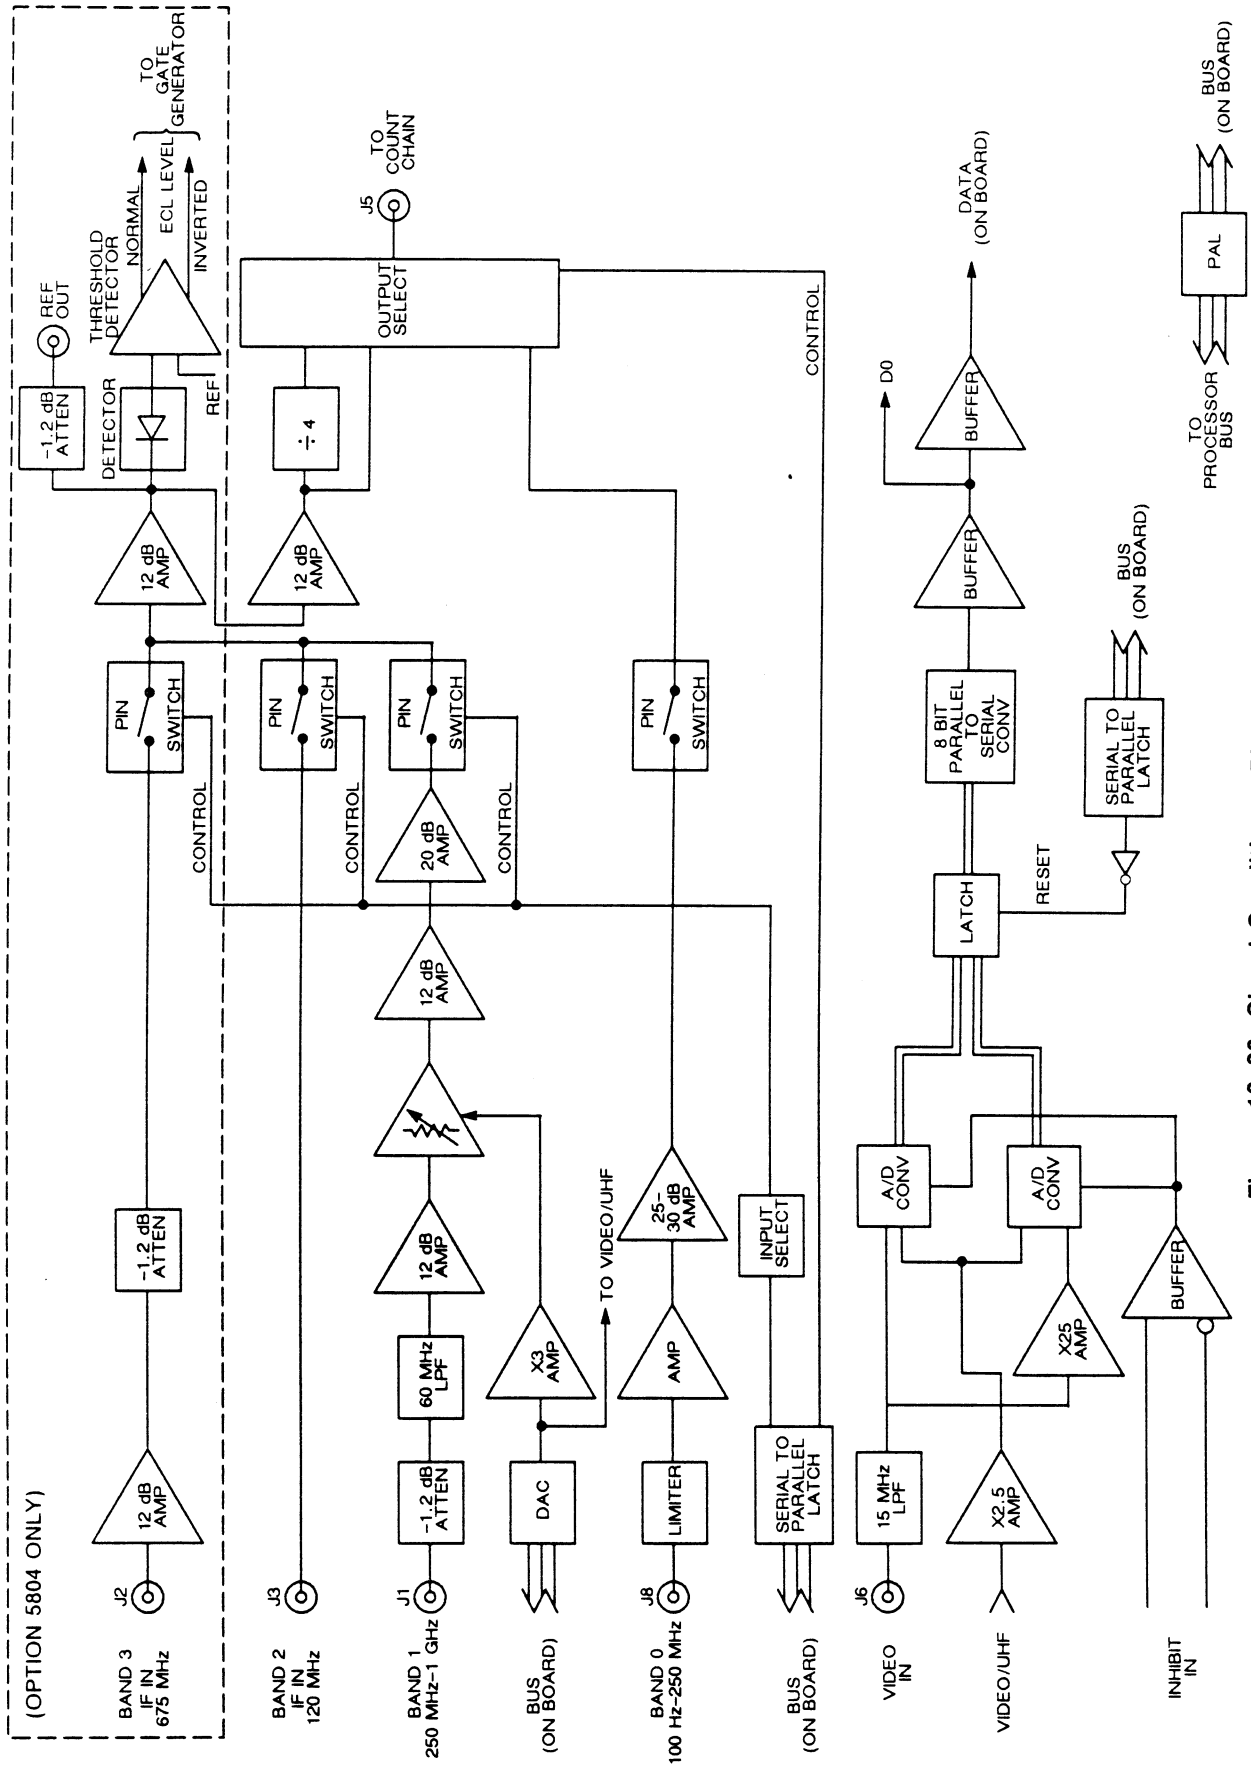 (OPTION 5804 ONLY)
BAND 3
IF IN
675 MHz
J2
12 dB
AMP
-1.2 dB
ATTEN
PIN
SWITCH
CONTROL
12 dB
AMP
-1.2 dB
ATTEN
REF
OUT
DETECTOR
THRESHOLD
DETECTOR
REF
NORMAL
ECL LEVEL
INVERTED
TO
GATE
GENERATOR
BAND 2
IF IN
120 MHz
J3
PIN
SWITCH
CONTROL
12 dB
AMP
÷ 4
OUTPUT
SELECT
J5
TO
COUNT
CHAIN
BAND 1
250 MHz-1 GHz
J1
-1.2 dB
ATTEN
60 MHz
LPF
12 dB
AMP
12 dB
AMP
20 dB
AMP
PIN
SWITCH
CONTROL
BUS
(ON BOARD)
DAC
X3
AMP
TO VIDEO/UHF
BAND 0
100 Hz-250 MHz
J8
LIMITER
AMP
25-
30 dB
AMP
PIN
SWITCH
BUS
(ON BOARD)
SERIAL TO
PARALLEL
LATCH
INPUT
SELECT
CONTROL
VIDEO
IN
J6
15 MHz
LPF
A/D
CONV
VIDEO/UHF
X2.5
AMP
X25
AMP
A/D
CONV
LATCH
8 BIT
PARALLEL
TO
SERIAL
CONV
BUFFER
D0
BUFFER
DATA
(ON BOARD)
RESET
SERIAL TO
PARALLEL
LATCH
BUS
(ON BOARD)
INHIBIT
IN
BUFFER
TO
PROCESSOR
BUS
PAL
BUS
(ON BOARD)